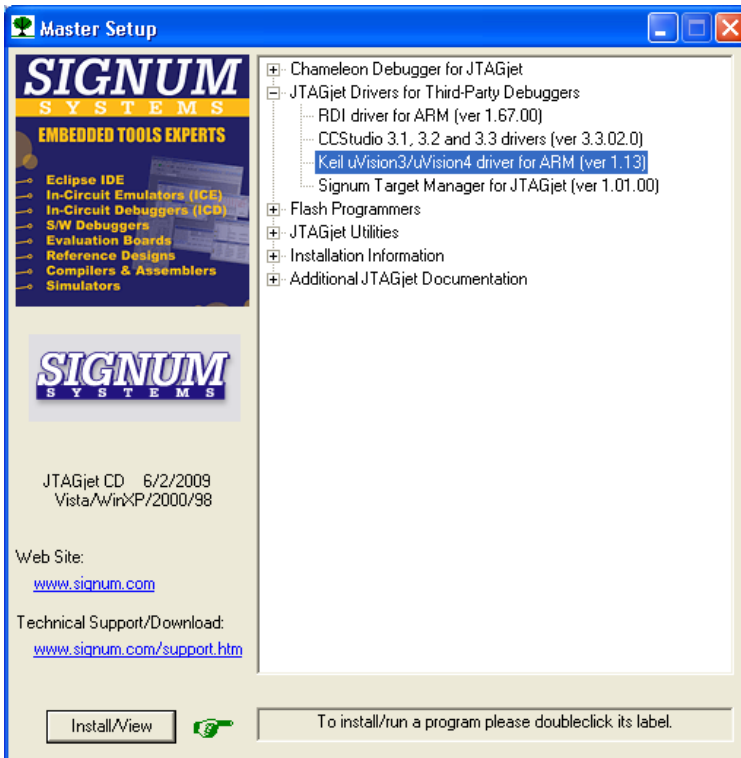 Master Setup
SIGNUM
SYSTEMS
EMBEDDED TOOLS EXPERTS
Eclipse IDE
In-Circuit Emulators (ICE)
In-Circuit Debuggers (ICD)
S/W Debuggers
Evaluation Boards
Reference Designs
Compilers & Assemblers
Simulators
SIGNUM
SYSTEMS
JTAGjet CD 6/2/2009
Vista/WinXP/2000/98
Web Site:
www.signum.com
Technical Support/Download:
www.signum.com/support.htm
Install/View
Chameleon Debugger for JTAGjet
JTAGjet Drivers for Third-Party Debuggers
RDI driver for ARM (ver 1.67.00)
CCStudio 3.1, 3.2 and 3.3 drivers (ver 3.3.02.0)
Keil uVision3/uVision4 driver for ARM (ver 1.13)
Signum Target Manager for JTAGjet (ver 1.01.00)
Flash Programmers
JTAGjet Utilities
Installation Information
Additional JTAGjet Documentation
To install/run a program please doubleclick its label.